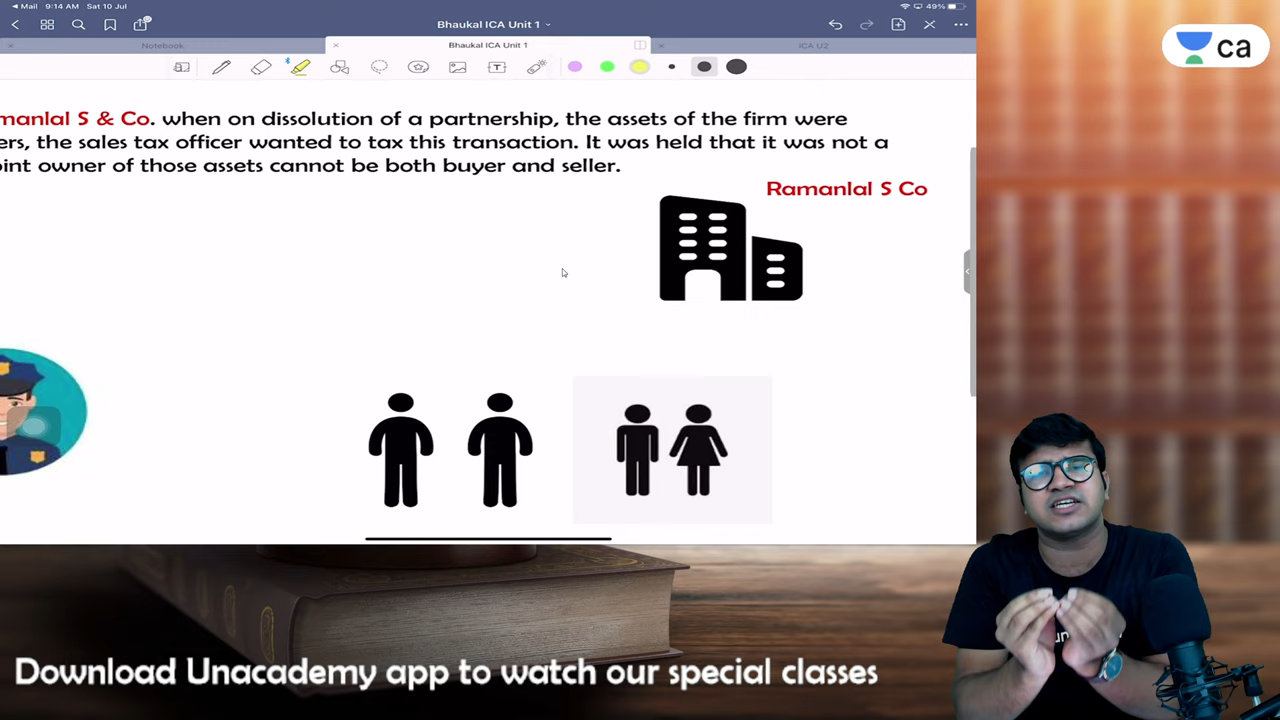 Mail 9:14 AM Sat 10 Jul
49%
Bhaukal ICA Unit 1
Notebook
Bhaukal ICA Unit 1
ICA U2
ca
manlal S & Co. when on dissolution of a partnership, the assets of the firm were
ers, the sales tax officer wanted to tax this transaction. It was held that it was not a
oint owner of those assets cannot be both buyer and seller.
Ramanlal S Co
Download Unacademy app to watch our special classes